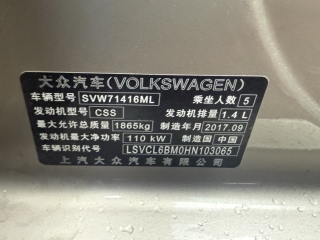 大众汽车(VOLKSWAGEN)
车辆型号 SVW71416ML 乘坐人数 5
发动机型号 CSS 发动机排量 1.4 L
最大允许总质量 1865kg 制造年月 2017.09
发动机最大净功率 110 kW 制造国 中国
车辆识别代号 LSVCL6BM0HN103065
上汽大众汽车有限公司